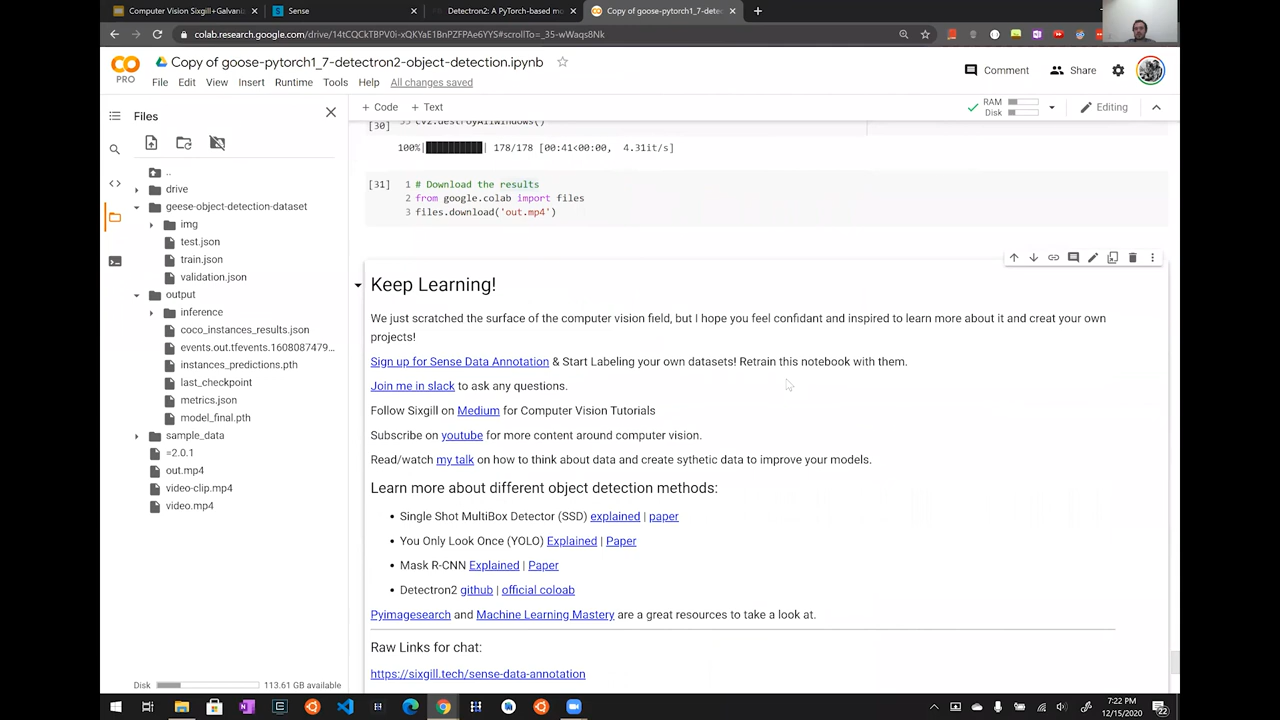 Computer Vision Sixgill+Galvani
Sense
Detectron2: A PyTorch-based mo
Copy of goose-pytorch1_7-dete
colab.research.google.com/drive/14tCQCkTBPV0i-xQKYaE1BnPZFPAe6YYS#scrollTo=_35-wWaqs8Nk
CO
PRO
Copy of goose-pytorch1_7-detectron2-object-detection.ipynb
File Edit View Insert Runtime Tools Help All changes saved
Comment Share
+ Code + Text
RAM
Disk
Editing
Files
..
drive
geese-object-detection-dataset
img
test.json
train.json
validation.json
output
inference
coco_instances_results.json
events.out.tfevents.1608087479...
instances_predictions.pth
last_checkpoint
metrics.json
model_final.pth
sample_data
=2.0.1
out.mp4
video-clip.mp4
video.mp4
Disk 113.61 GB available
[30] cv2.destroyAllWindows()
100% 178/178 [00:41<00:00, 4.31it/s]
[31] 1 # Download the results
2 from google.colab import files
3 files.download('out.mp4')
Keep Learning!
We just scratched the surface of the computer vision field, but I hope you feel confidant and inspired to learn more about it and creat your own
projects!
Sign up for Sense Data Annotation & Start Labeling your own datasets! Retrain this notebook with them.
Join me in slack to ask any questions.
Follow Sixgill on Medium for Computer Vision Tutorials
Subscribe on youtube for more content around computer vision.
Read/watch my talk on how to think about data and create sythetic data to improve your models.
Learn more about different object detection methods:
• Single Shot MultiBox Detector (SSD) explained | paper
• You Only Look Once (YOLO) Explained | Paper
• Mask R-CNN Explained | Paper
• Detectron2 github | official coloab
Pyimagesearch and Machine Learning Mastery are a great resources to take a look at.
Raw Links for chat:
https://sixgill.tech/sense-data-annotation
7:22 PM
12/15/2020
22